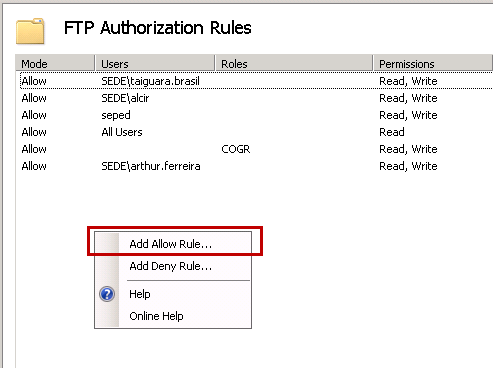 FTP Authorization Rules
Mode Users Roles Permissions
Allow SEDE\taiguara.brasil Read, Write
Allow SEDE\alcir Read, Write
Allow seped Read, Write
Allow All Users Read
Allow COGR Read, Write
Allow SEDE\arthur.ferreira Read, Write
Add Allow Rule...
Add Deny Rule...
? Help
Online Help